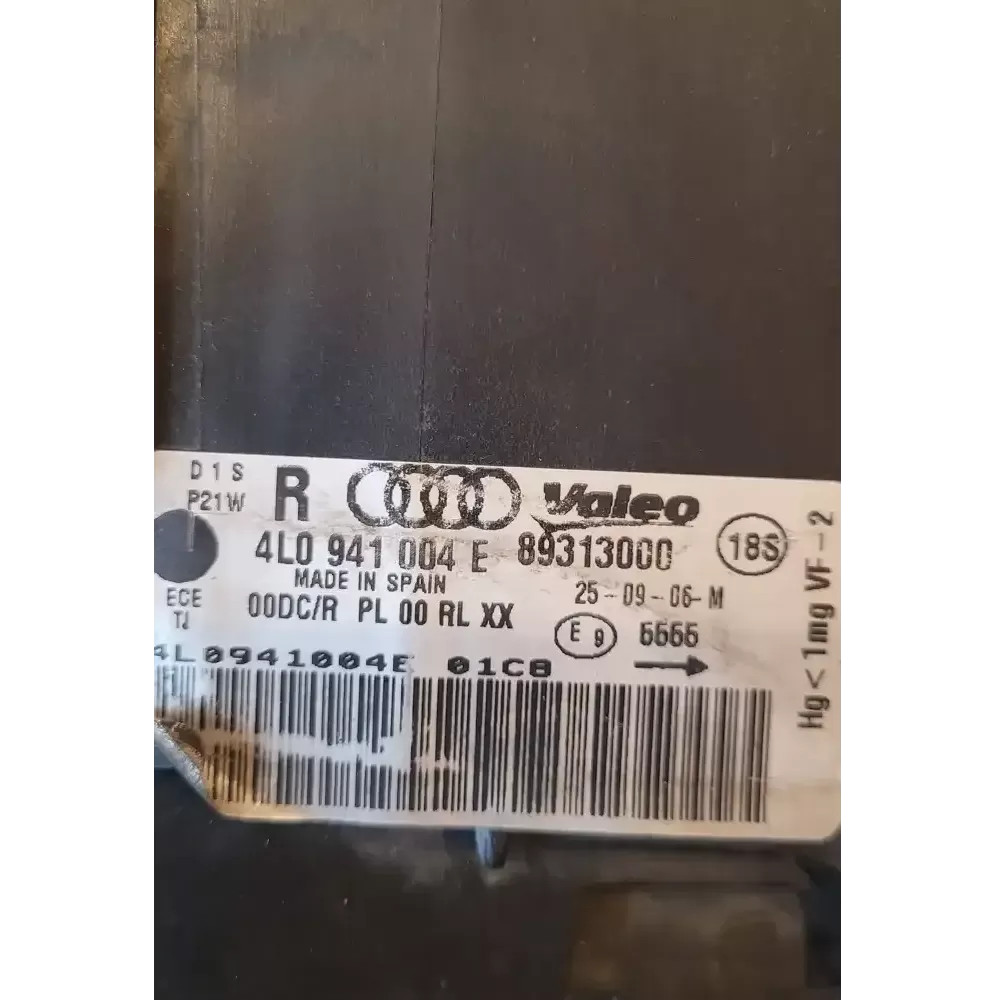 D1S
P21W
R
Valeo
4L0 941 004 E 89313000
18S
MADE IN SPAIN
25-09-06-M
ECE
TJ
00DC/R PL 00 RL XX
E 9
5555
4L0941004E 01C8
Hg<1mg VF-2